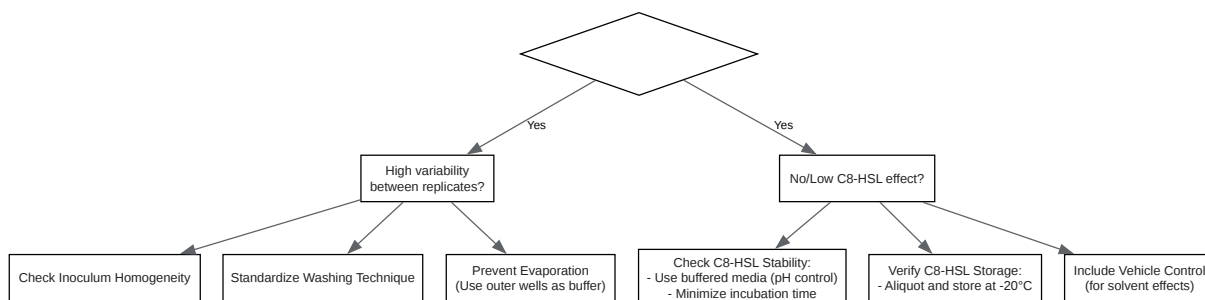 Yes
Yes
High variability
between replicates?
No/Low C8-HSL effect?
Check Inoculum Homogeneity
Standardize Washing Technique
Prevent Evaporation
(Use outer wells as buffer)
Check C8-HSL Stability:
- Use buffered media (pH control)
- Minimize incubation time
Verify C8-HSL Storage:
- Aliquot and store at -20°C
Include Vehicle Control
(for solvent effects)